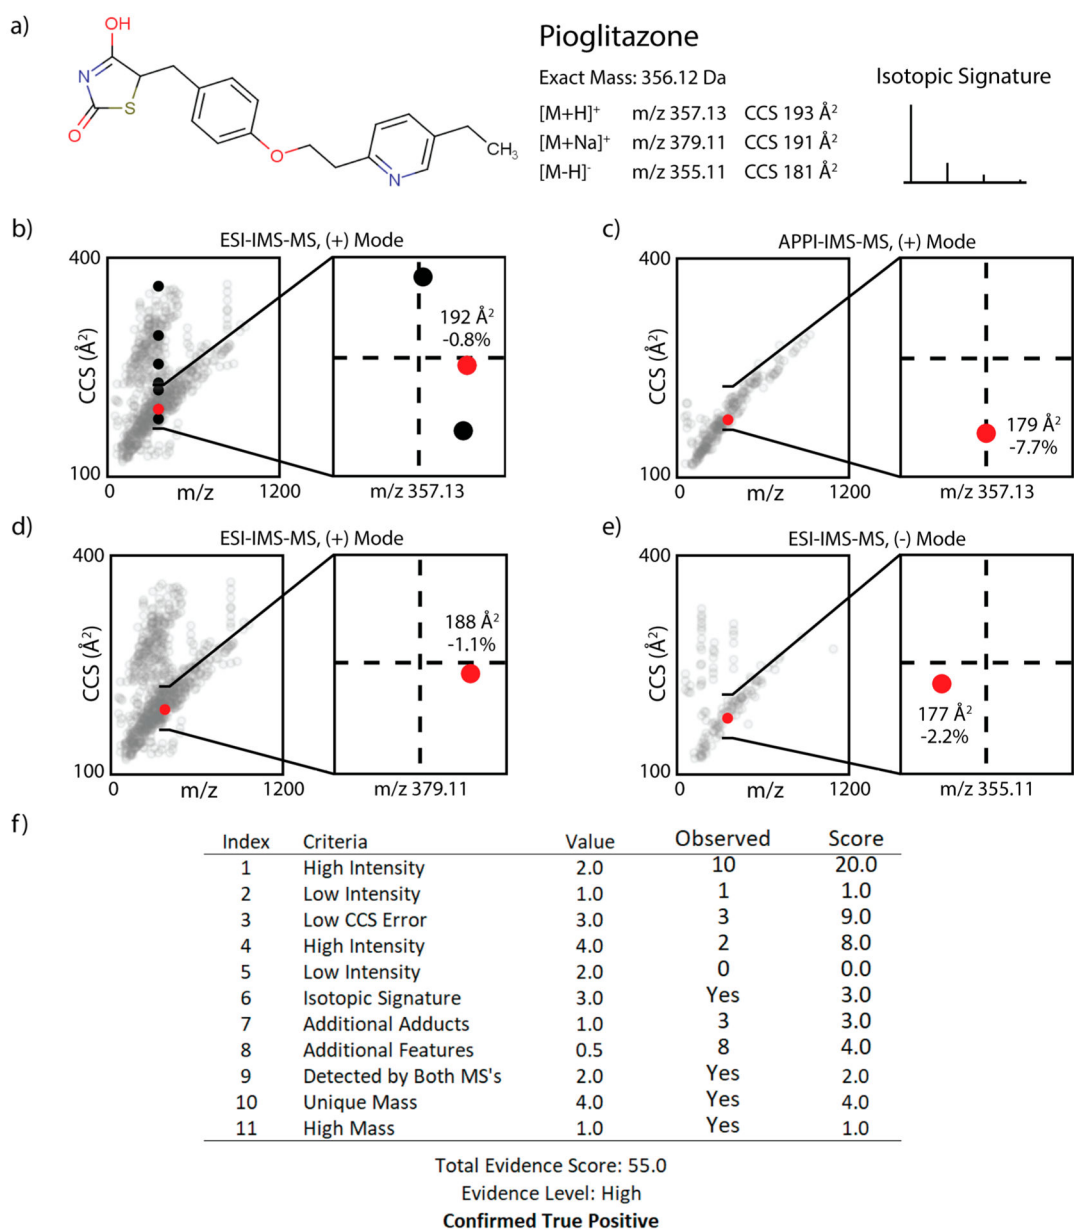 a)
OH
N
S
O
O
N
CH3
Pioglitazone
Exact Mass: 356.12 Da
[M+H]+ m/z 357.13 CCS 193 Å2
[M+Na]+ m/z 379.11 CCS 191 Å2
[M-H]- m/z 355.11 CCS 181 Å2
Isotopic Signature
b)
ESI-IMS-MS, (+) Mode
400
CCS (Å2)
100
0
m/z
1200
192 Å2
-0.8%
m/z 357.13
c)
APPI-IMS-MS, (+) Mode
400
CCS (Å2)
100
0
m/z
1200
179 Å2
-7.7%
m/z 357.13
d)
ESI-IMS-MS, (+) Mode
400
CCS (Å2)
100
0
m/z
1200
188 Å2
-1.1%
m/z 379.11
e)
ESI-IMS-MS, (-) Mode
400
CCS (Å2)
100
0
m/z
1200
177 Å2
-2.2%
m/z 355.11
f)
Index Criteria Value Observed Score
1 High Intensity 2.0 10 20.0
2 Low Intensity 1.0 1 1.0
3 Low CCS Error 3.0 3 9.0
4 High Intensity 4.0 2 8.0
5 Low Intensity 2.0 0 0.0
6 Isotopic Signature 3.0 Yes 3.0
7 Additional Adducts 1.0 3 3.0
8 Additional Features 0.5 8 4.0
9 Detected by Both MS's 2.0 Yes 2.0
10 Unique Mass 4.0 Yes 4.0
11 High Mass 1.0 Yes 1.0
Total Evidence Score: 55.0
Evidence Level: High
Confirmed True Positive